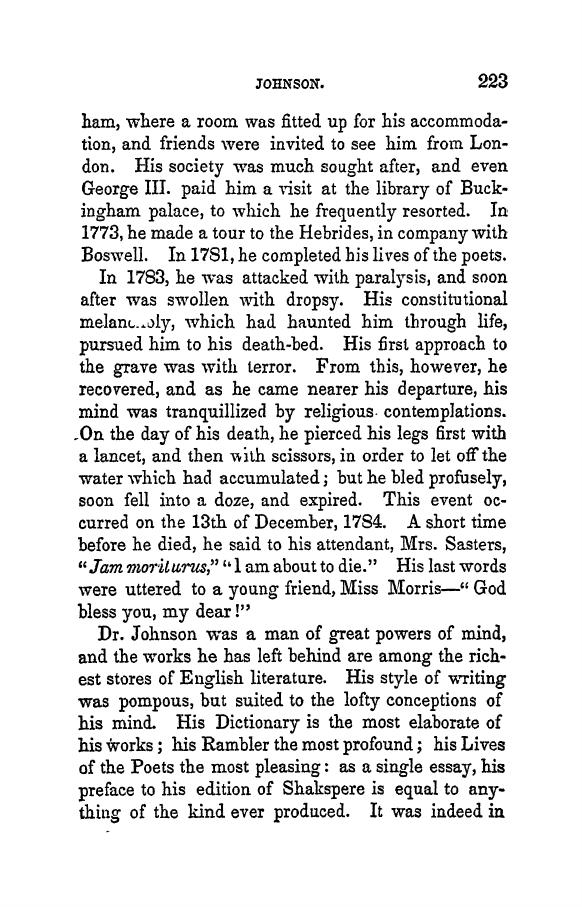 JOHNSON. 223
ham, where a room was fitted up for his accommoda-
tion, and friends were invited to see him from Lon-
don. His society was much sought after, and even
George III. paid him a visit at the library of Buck-
ingham palace, to which he frequently resorted. In
1773, he made a tour to the Hebrides, in company with
Boswell. In 1781, he completed his lives of the poets.
In 1783, he was attacked with paralysis, and soon
after was swollen with dropsy. His constitutional
which had haunted him through life,
pursued him to his death-bed. His first approach to
the grave was with terror. From this, however, he
recovered, and as he came nearer his departure, his
mind was tranquillized by religious contemplations.
On the day of his death, he pierced his legs first with
a lancet, and then with scissors, in order to let off the
water which had accumulated; but he bled profusely,
soon fell into a doze, and expired. This event oc-
curred on the 13th of December, 1784. A short time
before he died, he said to his attendant, Mrs. Sasters,
"Jam moriturus," "I am about to die." His last words
were uttered to a young friend, Miss Morris—"God
bless you, my dear!"
Dr. Johnson was a man of great powers of mind,
and the works he has left behind are among the rich-
est stores of English literature. His style of writing
was pompous, but suited to the lofty conceptions of
his mind. His Dictionary is the most elaborate of
his works; his Rambler the most profound; his Lives
of the Poets the most pleasing: as a single essay, his
preface to his edition of Shakspere is equal to any-
thing of the kind ever produced. It was indeed in